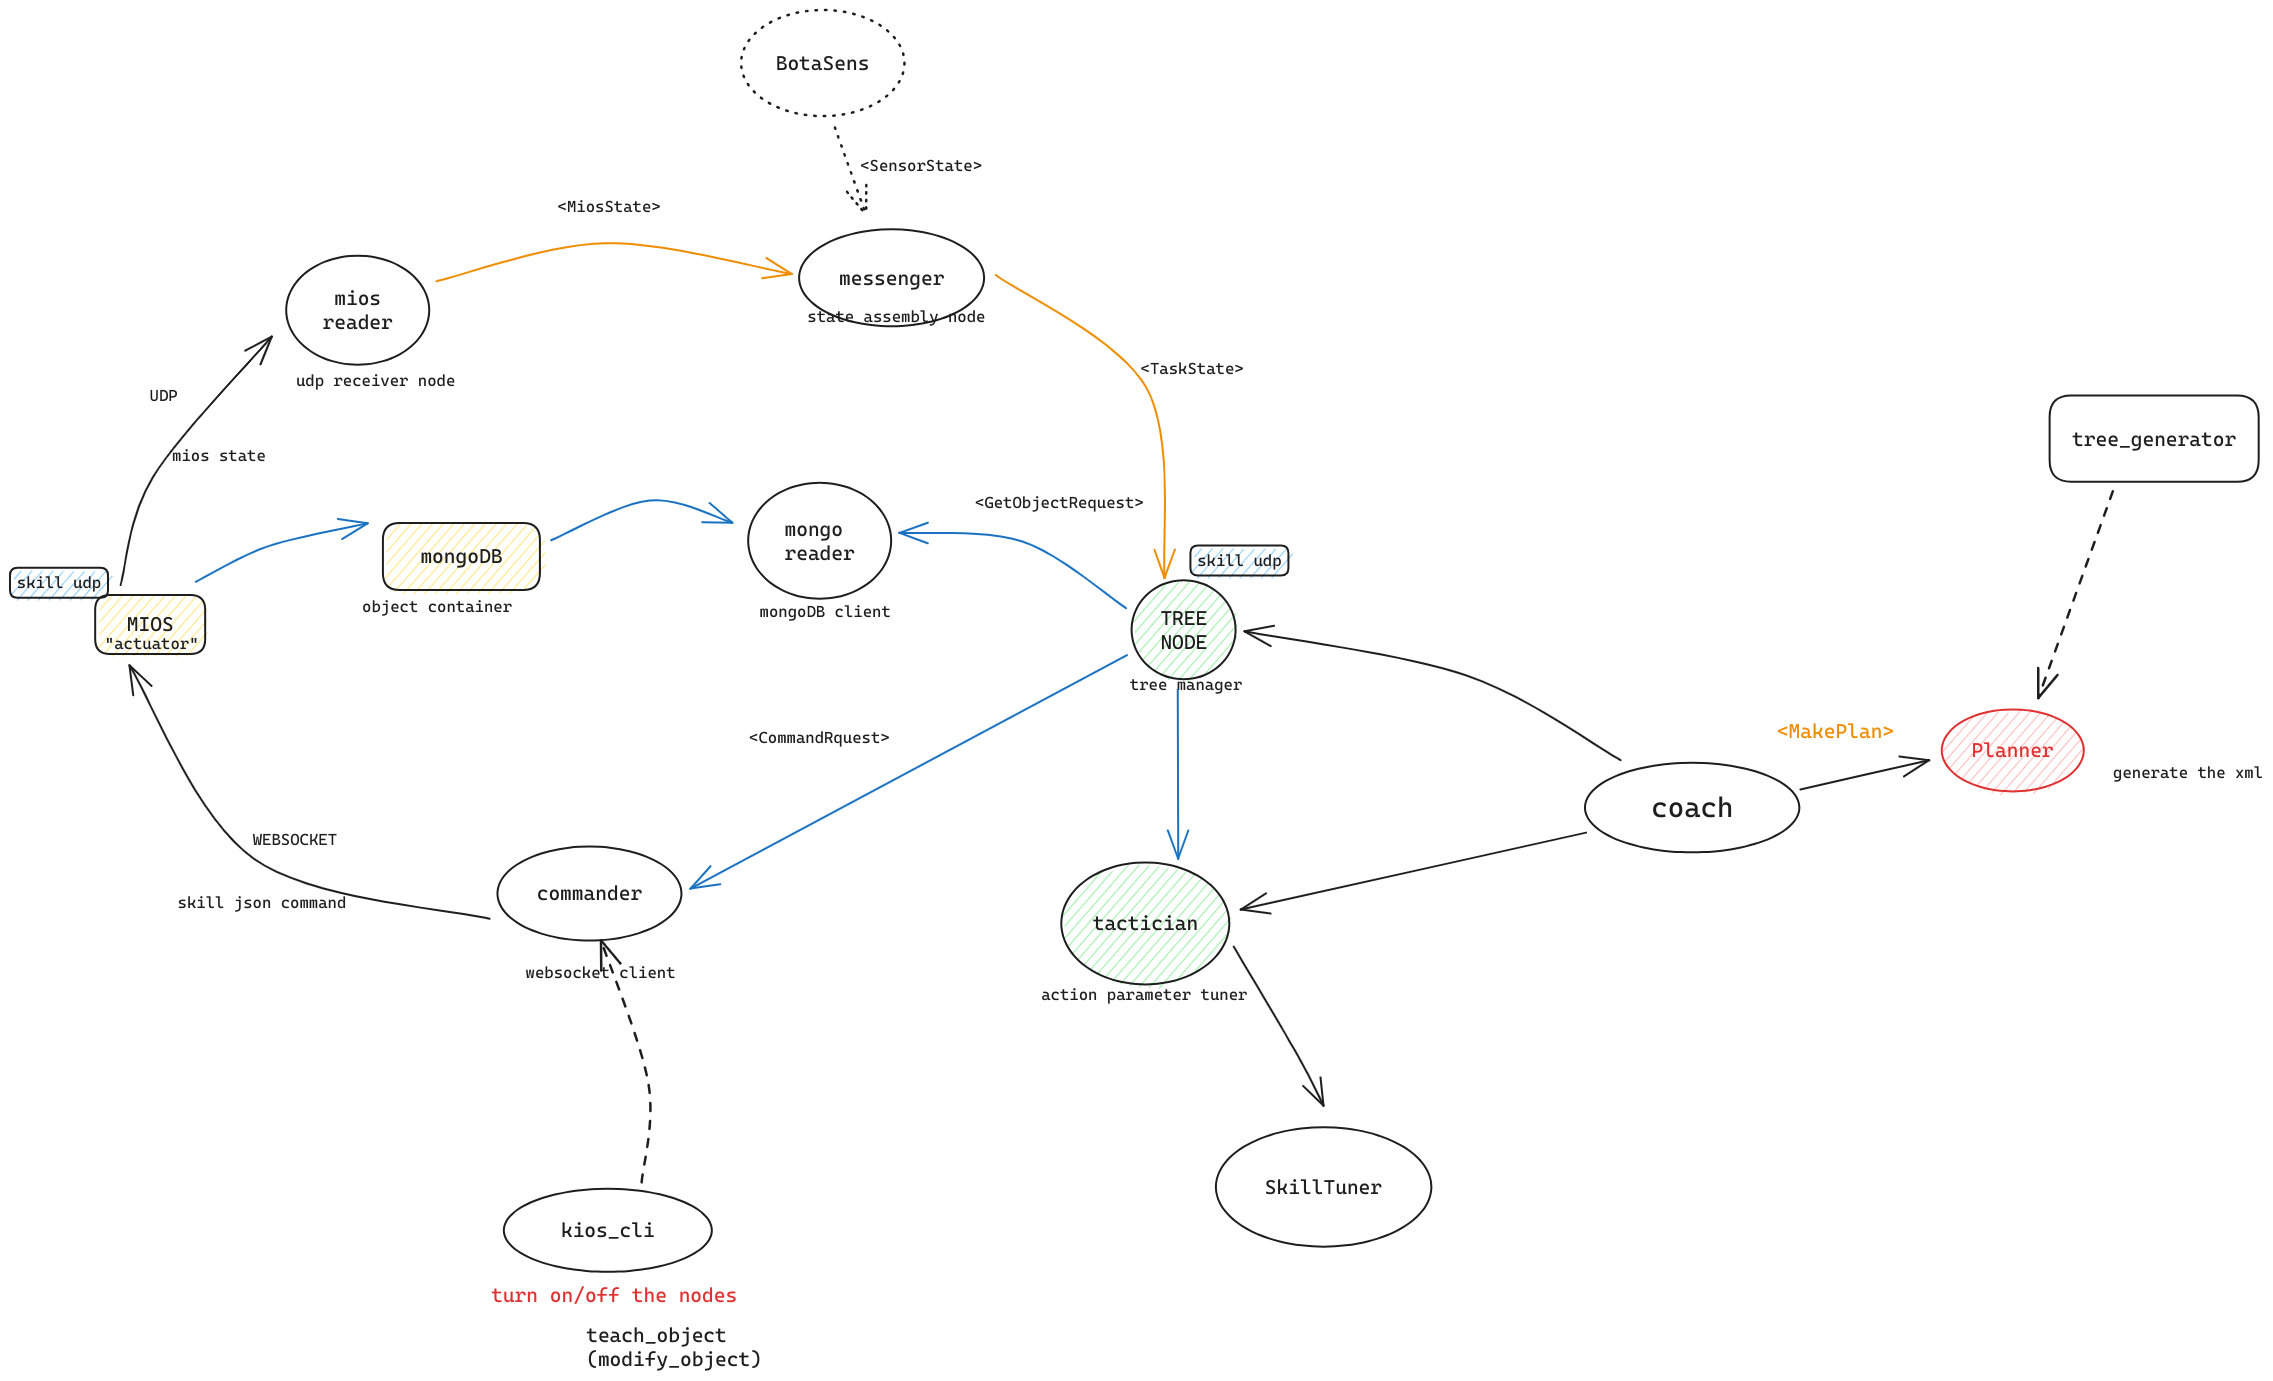 BotaSens
<SensorState>
<MiosState>
messenger
state assembly node
mios
reader
udp receiver node
<TaskState>
UDP
mios state
tree_generator
<GetObjectRequest>
mongo
reader
mongoDB client
mongoDB
object container
skill udp
skill udp
MIOS
"actuator"
TREE
NODE
tree manager
<CommandRquest>
<MakePlan>
Planner
generate the xml
coach
WEBSOCKET
skill json command
commander
websocket client
tactician
action parameter tuner
SkillTuner
kios_cli
turn on/off the nodes
teach_object
(modify_object)